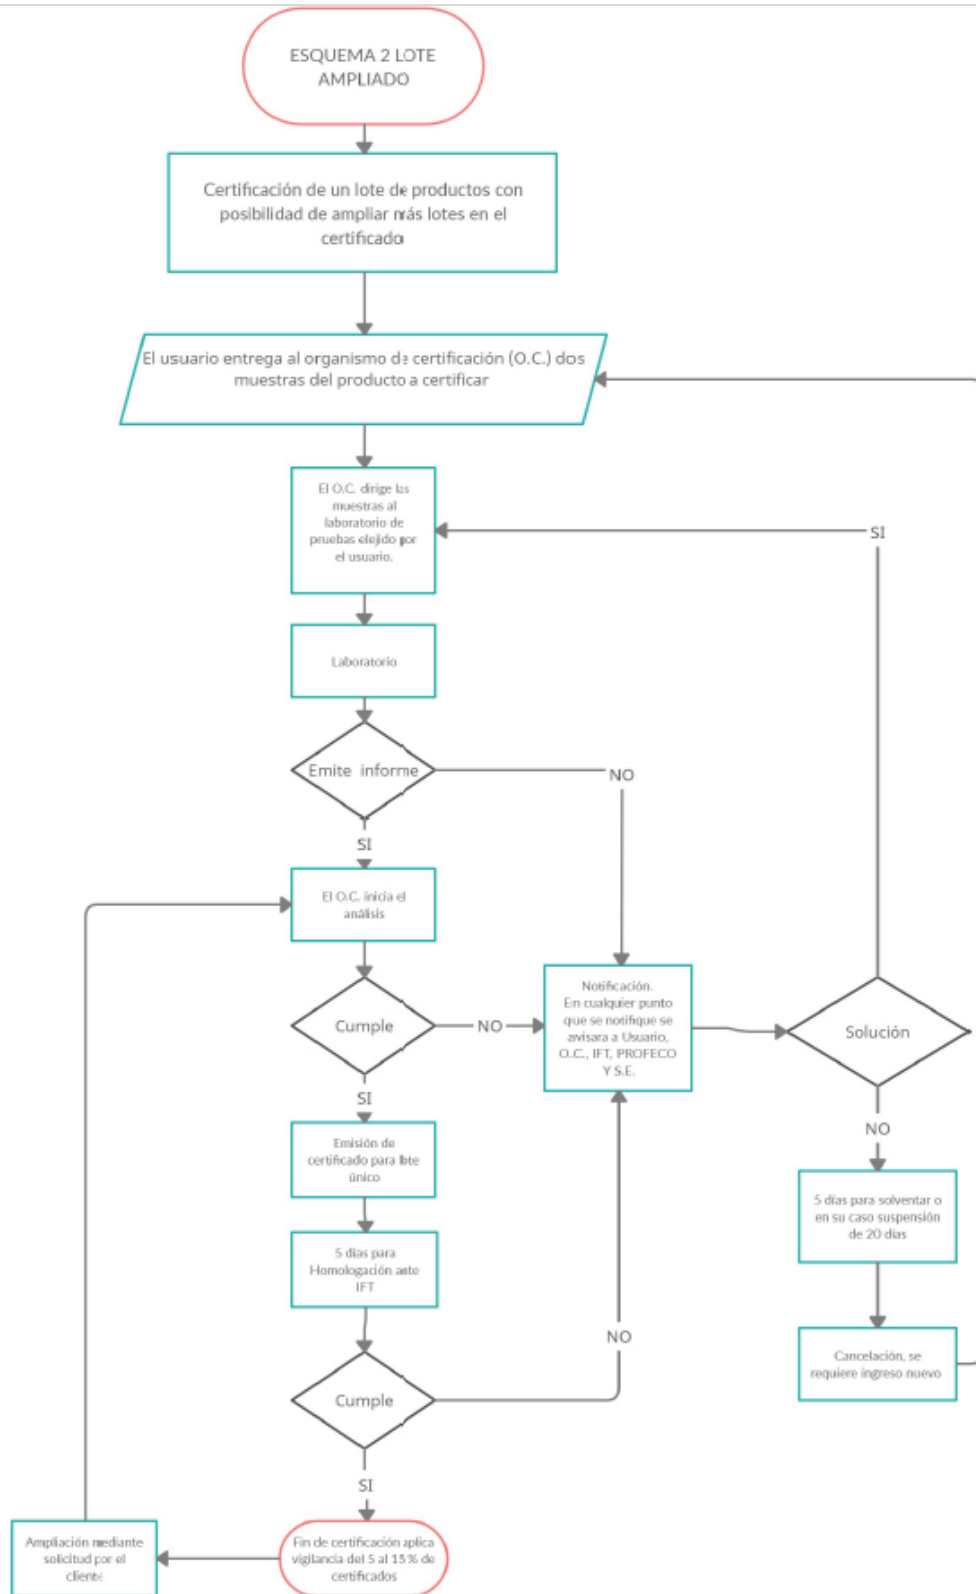 ESQUEMA 2 LOTE
AMPLIADO
Certificación de un lote de productos con
posibilidad de ampliar más lotes en el
certificado
El usuario entrega al organismo de certificación (O.C.) dos
muestras del producto a certificar
El O.C. dirige las
muestras al
laboratorio de
pruebas elejido por
el usuario.
SI
Laboratorio
Emite informe
NO
SI
El O.C. inicia el
análisis
Cumple
NO
Notificación.
En cualquier punto
que se notifique se
avisara a Usuario,
O.C., IFT, PROFECO
Y S.E.
Solución
SI
NO
Emisión de
certificado para lote
único
5 días para solventar o
en su caso suspensión
de 20 días
5 días para
Homologación ante
IFT
NO
Cancelación, se
requiere ingreso nuevo
Cumple
SI
Ampliación mediante
solicitud por el
cliente
Fin de certificación aplica
vigilancia del 5 al 15% de
certificados